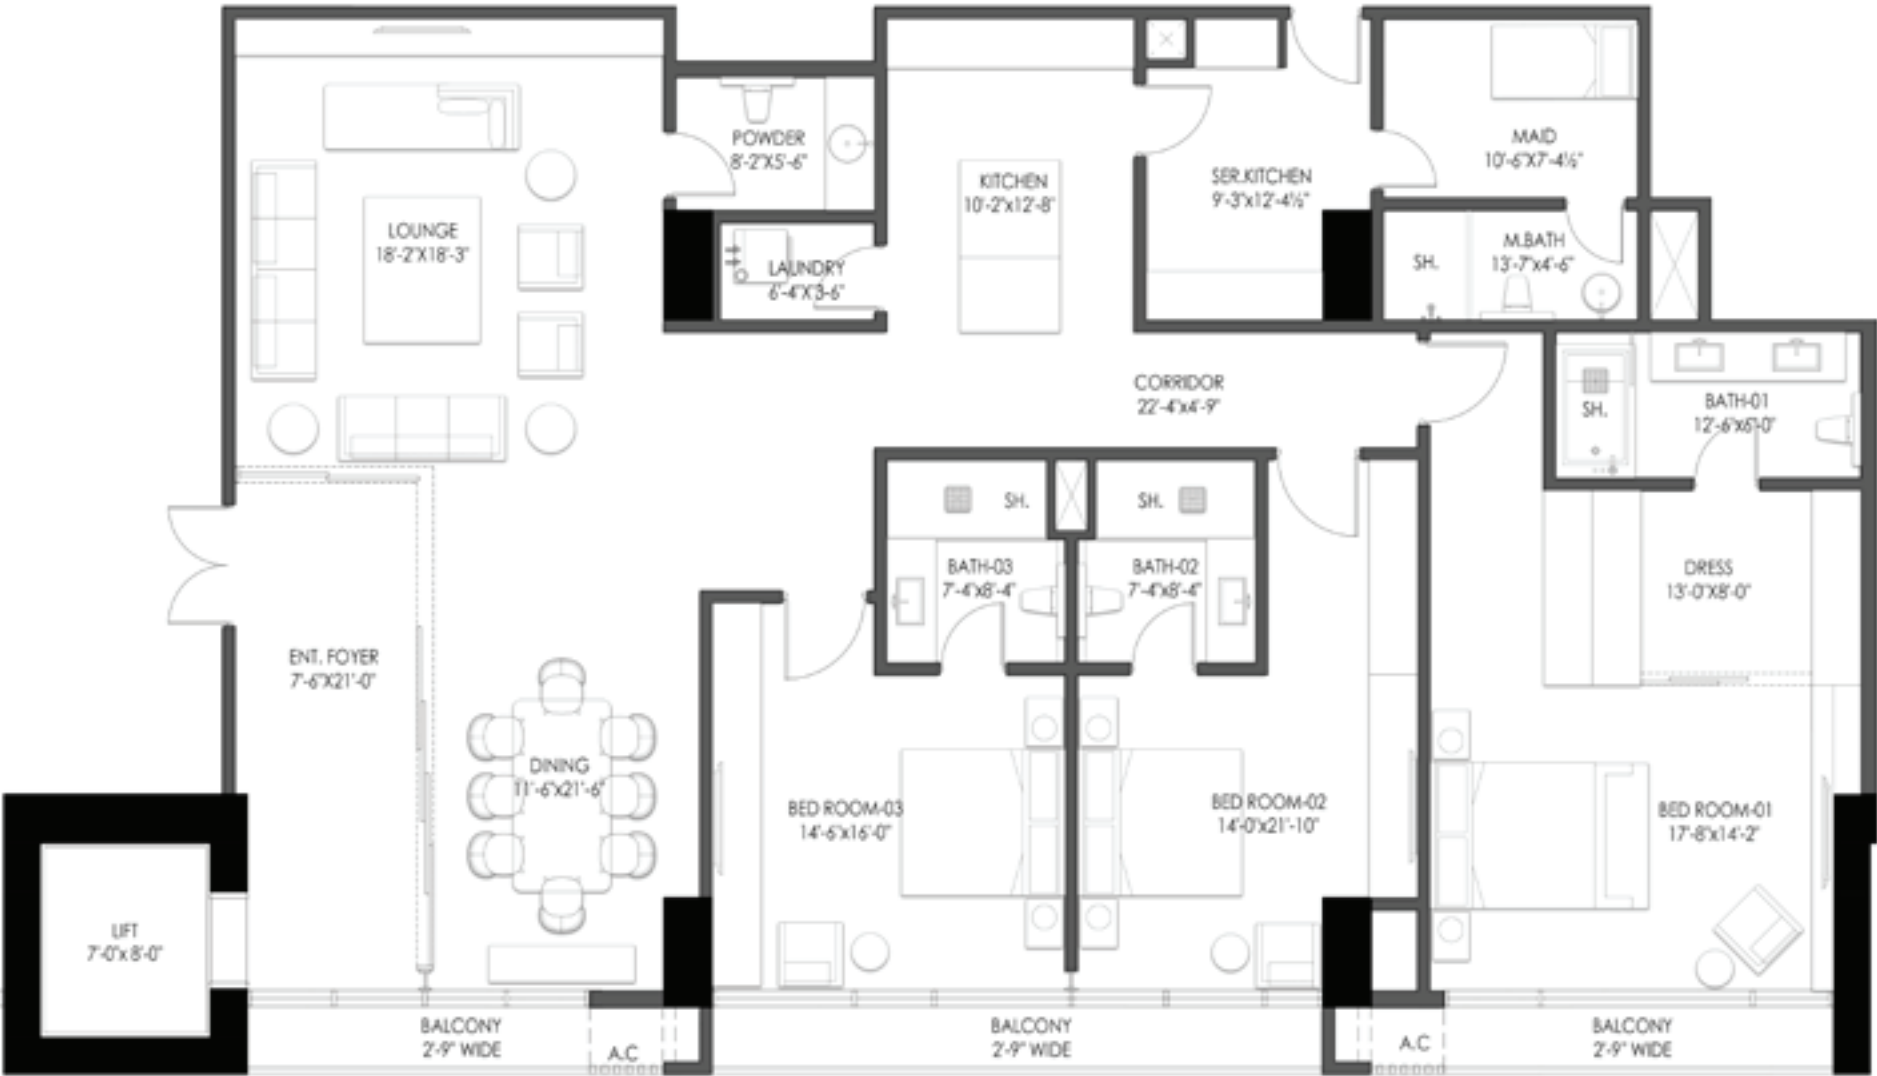 POWDER
8'-2"X5'-6"
MAID
10'-6"X7'-4½"
KITCHEN
10'-2"x12'-8"
SER.KITCHEN
9'-3"x12'-4½"
LOUNGE
18'-2"X18'-3"
LAUNDRY
6'-4"X3-6"
SH.
M.BATH
13'-7"x4'-6"
CORRIDOR
22'-4"x4'-9"
SH.
BATH-01
12'-6"x6'-0"
SH.
SH.
BATH-03
7'-4"x8'-4"
BATH-02
7'-4"x8'-4"
DRESS
13'-0"X8'-0"
ENT. FOYER
7'-6"X21'-0"
DINING
11'-6"x21'-6"
BED ROOM-03
14'-6"x16'-0"
BED ROOM-02
14'-0"x21'-10"
BED ROOM-01
17'-8"x14'-2"
LIFT
7'-0"x 8'-0"
BALCONY
2'-9" WIDE
A.C
BALCONY
2'-9" WIDE
A.C
BALCONY
2'-9" WIDE